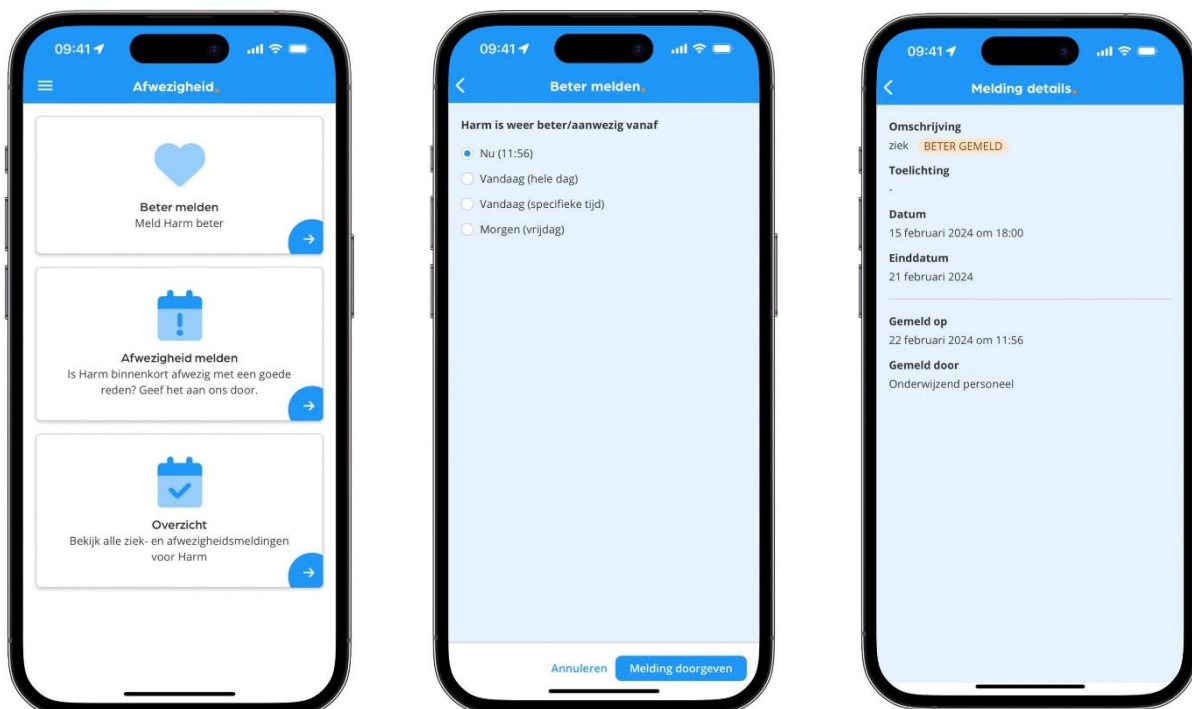 09:41
Afwezigheid.
Beter melden
Meld Harm beter
Afwezigheid melden
Is Harm binnenkort afwezig met een goede
reden? Geef het aan ons door.
Overzicht
Bekijk alle ziek- en afwezigheidsmeldingen
voor Harm
09:41
Beter melden.
Harm is weer beter/aanwezig vanaf
Nu (11:56)
Vandaag (hele dag)
Vandaag (specifieke tijd)
Morgen (vrijdag)
Annuleren Melding doorgeven
09:41
Melding details.
Omschrijving
ziek BETER GEMELD
Toelichting
-
Datum
15 februari 2024 om 18:00
Einddatum
21 februari 2024
Gemeld op
22 februari 2024 om 11:56
Gemeld door
Onderwijzend personeel